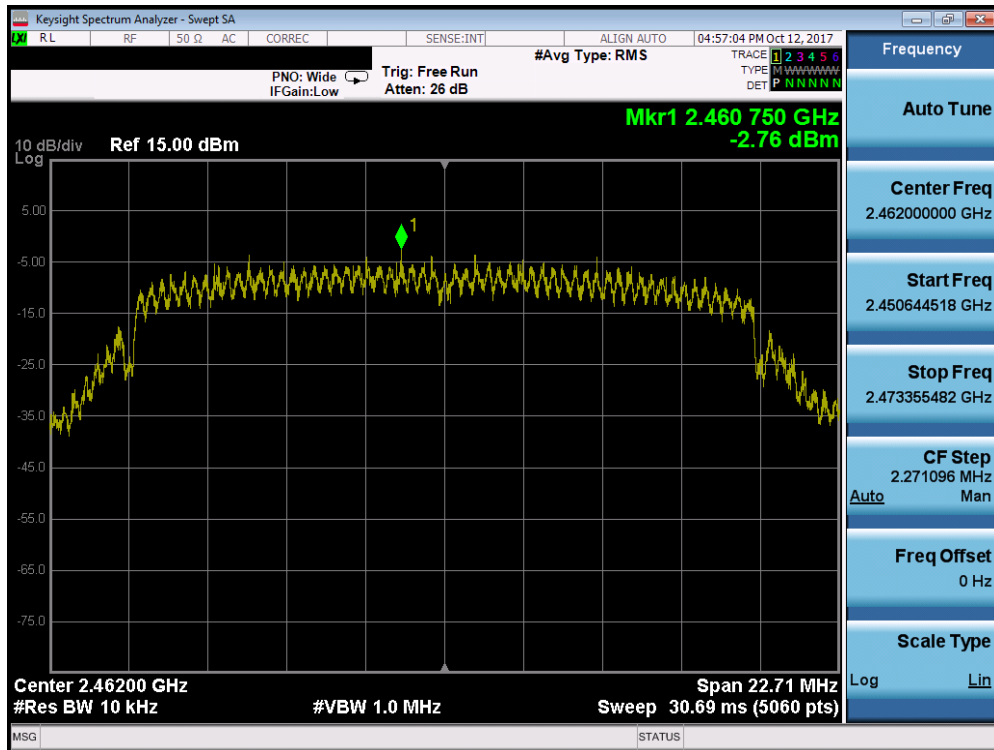 Keysight Spectrum Analyzer - Swept SA
LXI RL RF 50 Ω AC CORREC SENSE:INT ALIGN AUTO 04:57:04 PM Oct 12, 2017
#Avg Type: RMS
TRACE 1 2 3 4 5 6
TYPE M WWWWW
DET P N N N N N
PNO: Wide
IFGain:Low
Trig: Free Run
Atten: 26 dB
Mkr1 2.460 750 GHz
-2.76 dBm
10 dB/div Ref 15.00 dBm
Log
5.00
-5.00
-15.0
-25.0
-35.0
-45.0
-55.0
-65.0
-75.0
1
Center 2.46200 GHz Span 22.71 MHz
#Res BW 10 kHz #VBW 1.0 MHz Sweep 30.69 ms (5060 pts)
MSG STATUS
Frequency
Auto Tune
Center Freq
2.462000000 GHz
Start Freq
2.450644518 GHz
Stop Freq
2.473355482 GHz
CF Step
2.271096 MHz
Auto Man
Freq Offset
0 Hz
Scale Type
Log Lin